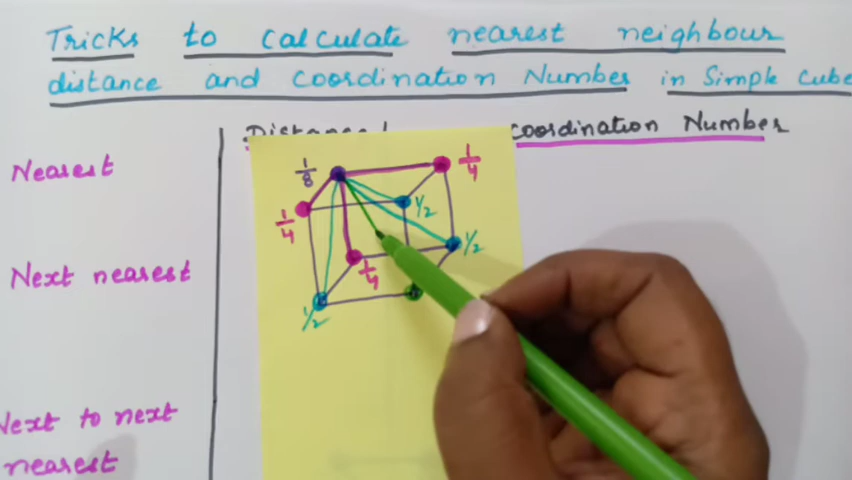 Tricks to calculate nearest neighbour
distance and coordination Number in Simple Cube
Distance coordination Number
Nearest
1/8
1/4
1/4
1/2
1/2
1/4
Next nearest
1/2
Next to next
nearest